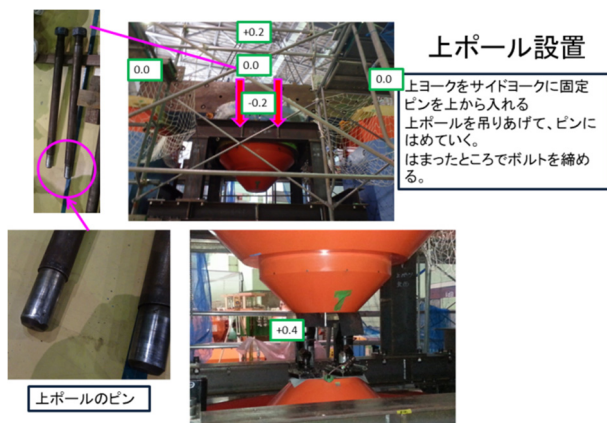 上ポール設置
+0.2
0.0
0.0
0.0
-0.2
上ヨークをサイドヨークに固定
ピンを上から入れる
上ポールを吊りあげて、ピンに
はめていく。
はまったところでボルトを締め
る。
+0.4
7
上ポールのピン